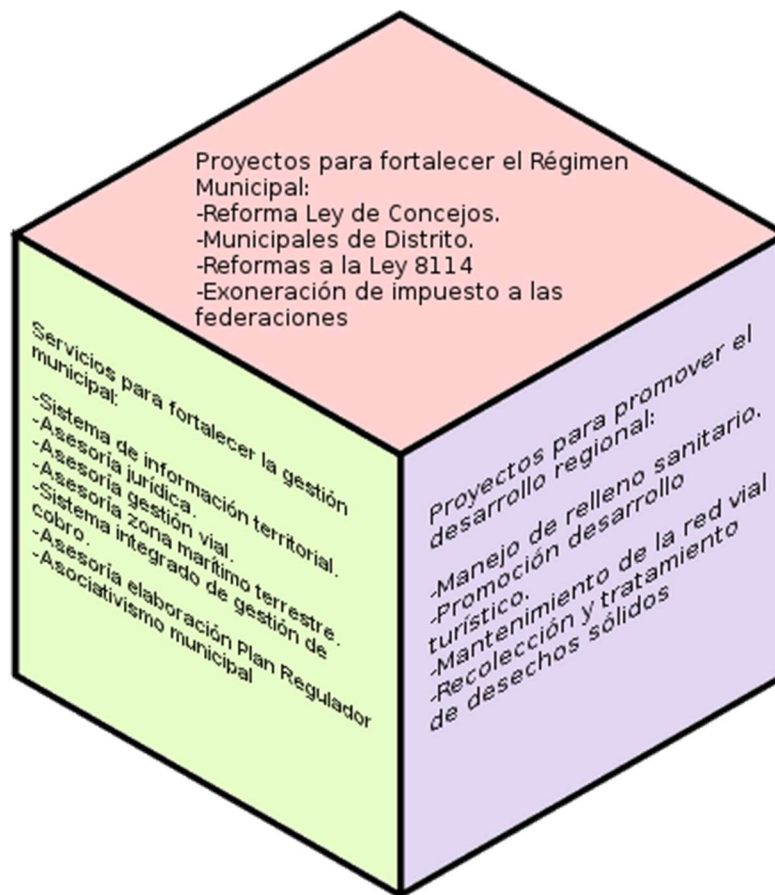 Proyectos para fortalecer el Régimen
Municipal:
-Reforma Ley de Concejos.
-Municipales de Distrito.
-Reformas a la Ley 8114
-Exoneración de impuesto a las
federaciones
Servicios para fortalecer la gestión
municipal:
-Sistema de información territorial.
-Asesoría jurídica.
-Asesoría gestión vial.
-Asesoría zona marítimo terrestre.
-Sistema integrado de gestión de
cobro.
-Asesoría elaboración Plan Regulador
-Asociativismo municipal
Proyectos para promover el
desarrollo regional:
-Manejo de relleno sanitario.
-Promoción desarrollo
turístico.
-Mantenimiento de la red vial
-Recolección y tratamiento
de desechos sólidos